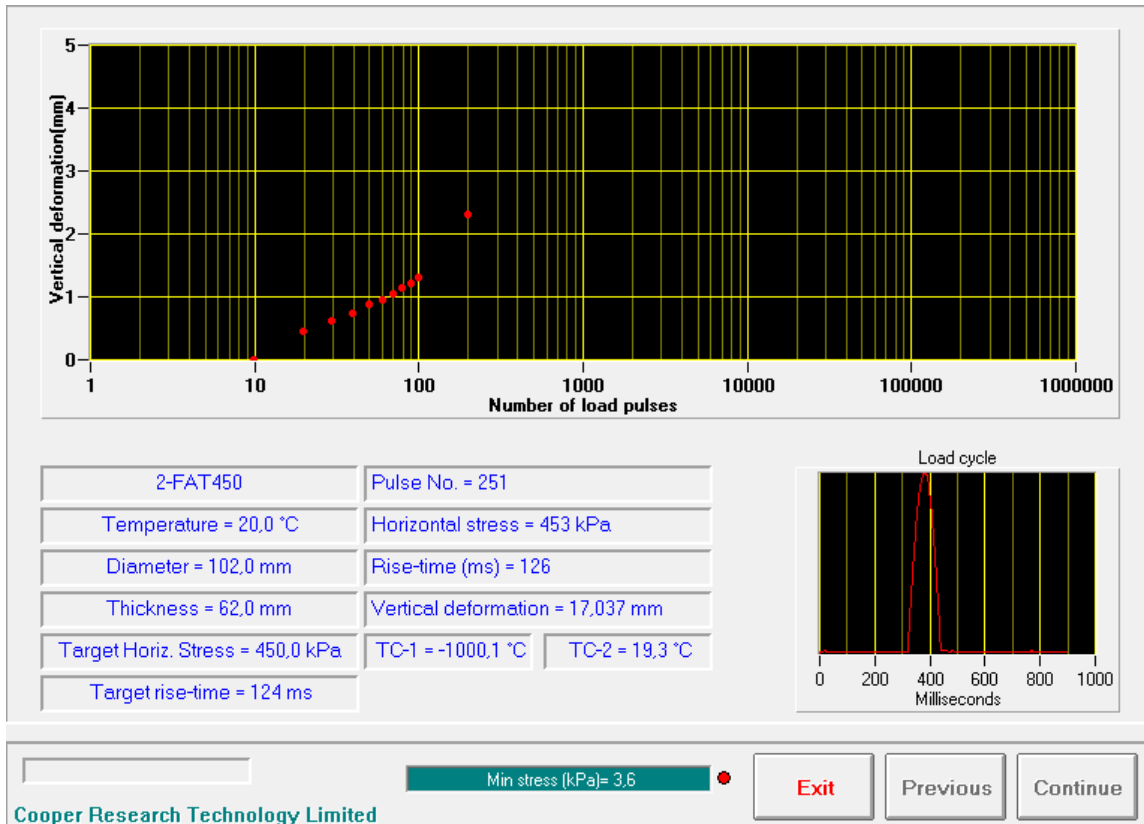 5
4
3
2
1
0
Vertical deformation(mm)
1 10 100 1000 10000 100000 1000000
Number of load pulses
2-FAT450
Pulse No. = 251
Temperature = 20,0 °C
Horizontal stress = 453 kPa
Diameter = 102,0 mm
Rise-time (ms) = 126
Thickness = 62,0 mm
Vertical deformation = 17,037 mm
Target Horiz. Stress = 450,0 kPa
TC-1 = -1000,1 °C
TC-2 = 19,3 °C
Target rise-time = 124 ms
Load cycle
0 200 400 600 800 1000
Milliseconds
Min stress (kPa)= 3,6
Exit
Previous
Continue
Cooper Research Technology Limited